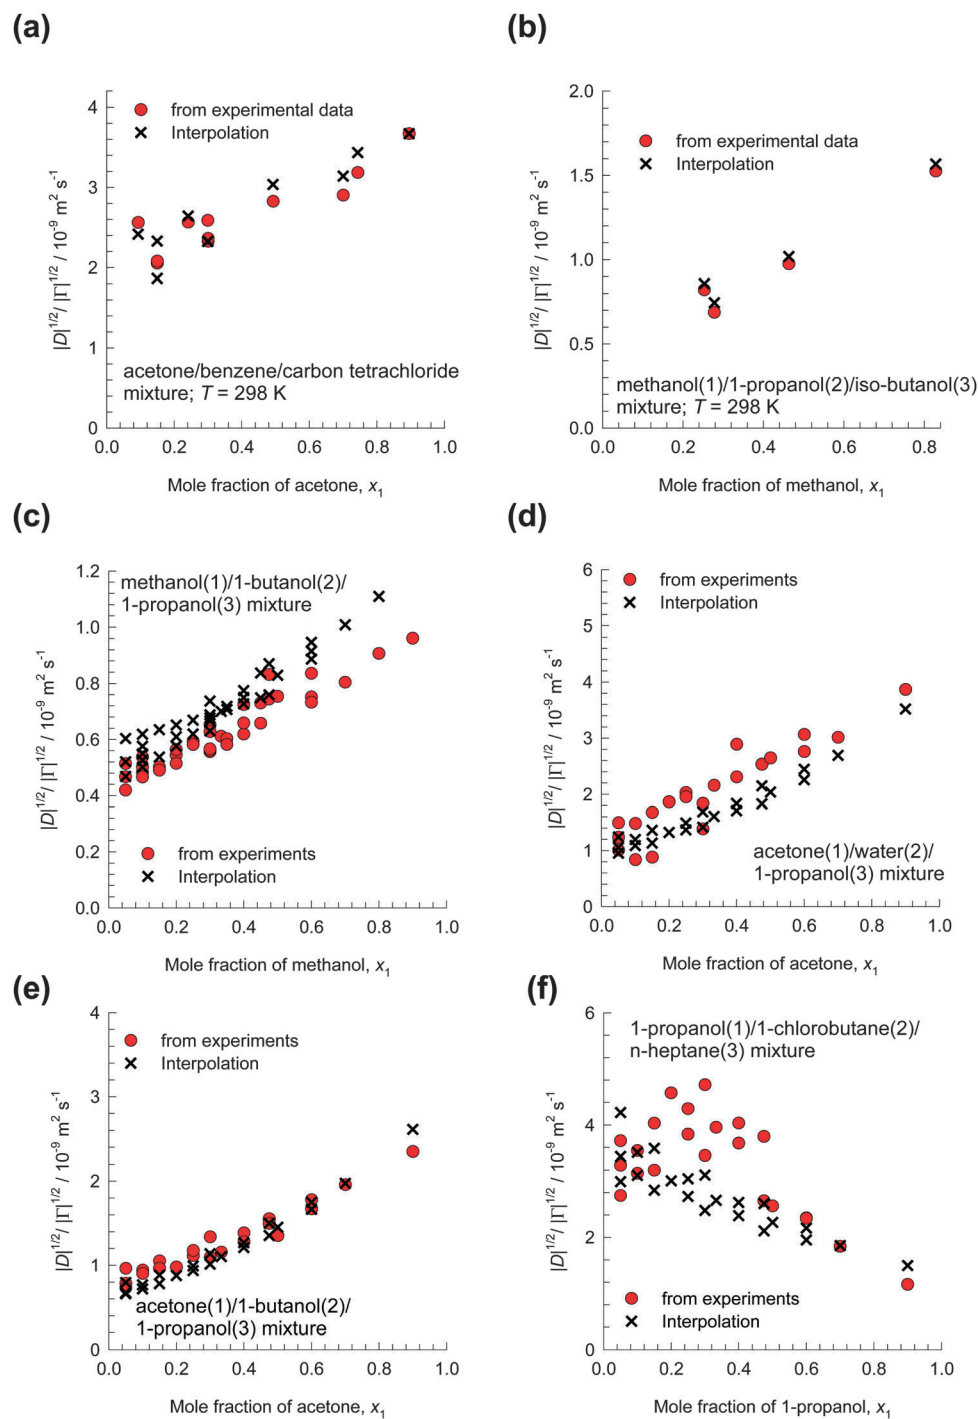 (a)
from experimental data
Interpolation
4
3
2
1
0
|D|^1/2/ |Γ|^1/2 / 10^-9 m^2 s^-1
acetone/benzene/carbon tetrachloride
mixture; T = 298 K
0.0 0.2 0.4 0.6 0.8 1.0
Mole fraction of acetone, x1
(b)
2.0
1.5
1.0
0.5
0.0
|D|^1/2/ |Γ|^1/2 / 10^-9 m^2 s^-1
from experimental data
Interpolation
methanol(1)/1-propanol(2)/iso-butanol(3)
mixture; T = 298 K
0.0 0.2 0.4 0.6 0.8
Mole fraction of methanol, x1
(c)
1.2
1.0
0.8
0.6
0.4
0.2
0.0
|D|^1/2/ |Γ|^1/2 / 10^-9 m^2 s^-1
methanol(1)/1-butanol(2)/
1-propanol(3) mixture
from experiments
Interpolation
0.0 0.2 0.4 0.6 0.8 1.0
Mole fraction of methanol, x1
(d)
6
5
4
3
2
1
0
|D|^1/2/ |Γ|^1/2 / 10^-9 m^2 s^-1
from experiments
Interpolation
acetone(1)/water(2)/
1-propanol(3) mixture
0.0 0.2 0.4 0.6 0.8 1.0
Mole fraction of acetone, x1
(e)
4
3
2
1
0
|D|^1/2/ |Γ|^1/2 / 10^-9 m^2 s^-1
from experiments
Interpolation
acetone(1)/1-butanol(2)/
1-propanol(3) mixture
0.0 0.2 0.4 0.6 0.8 1.0
Mole fraction of acetone, x1
(f)
6
4
2
0
|D|^1/2/ |Γ|^1/2 / 10^-9 m^2 s^-1
1-propanol(1)/1-chlorobutane(2)/
n-heptane(3) mixture
from experiments
Interpolation
0.0 0.2 0.4 0.6 0.8 1.0
Mole fraction of 1-propanol, x1